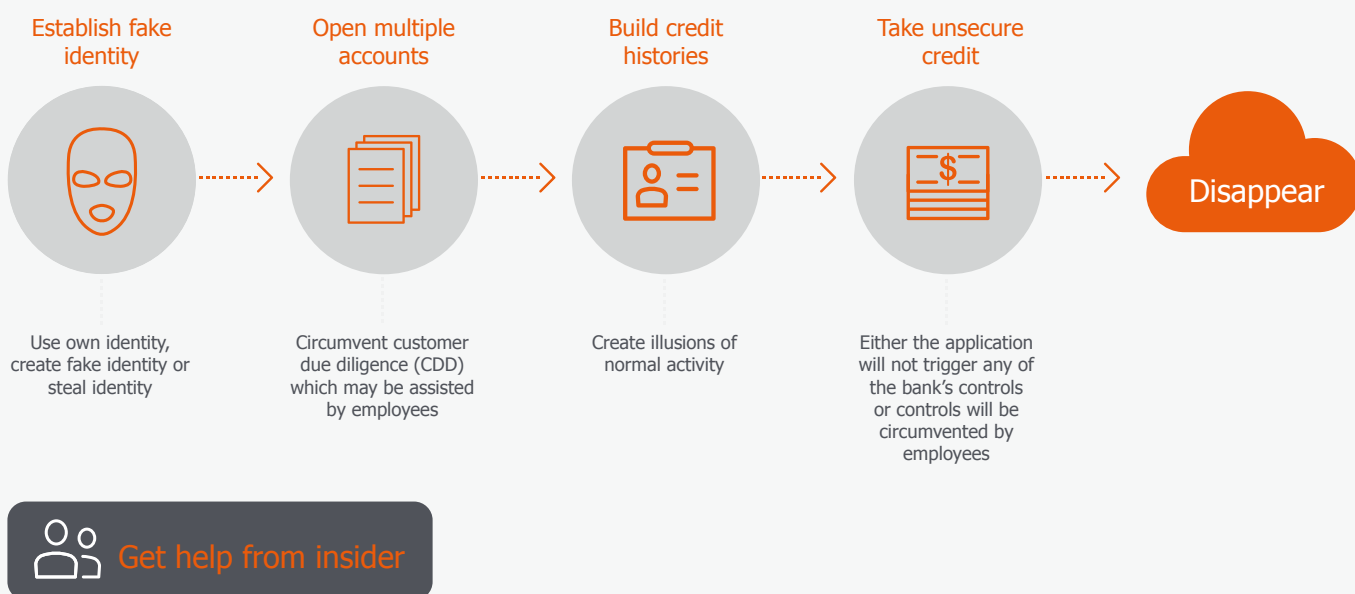 Establish fake
identity
Open multiple
accounts
Build credit
histories
Take unsecure
credit
$
Disappear
Use own identity,
create fake identity or
steal identity
Circumvent customer
due diligence (CDD)
which may be assisted
by employees
Create illusions of
normal activity
Either the application
will not trigger any of
the bank’s controls
or controls will be
circumvented by
employees
Get help from insider